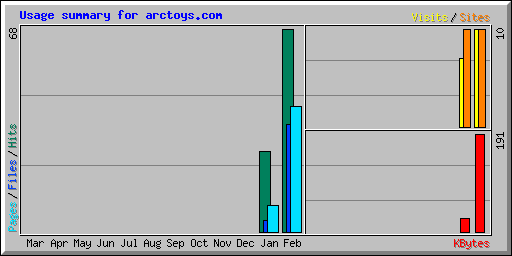 Usage summary for arctoys.com
Visits/Sites
68
10
Pages/Files/Hits
191
Mar Apr May Jun Jul Aug Sep Oct Nov Dec Jan Feb
KBytes